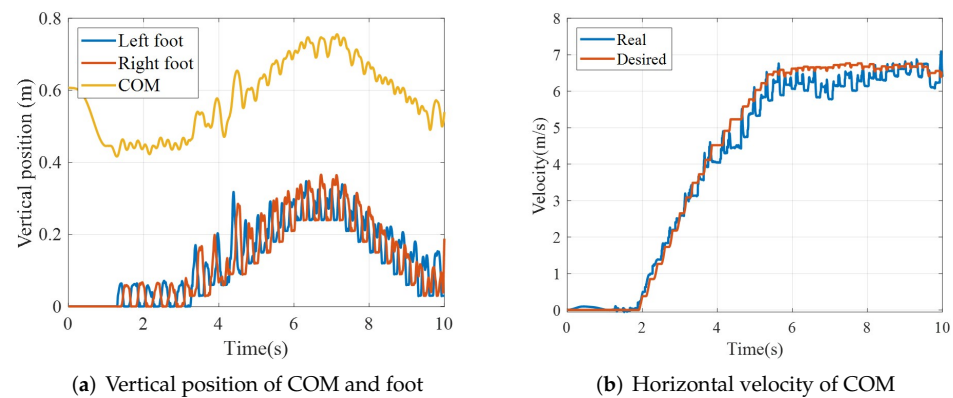 0.8
0.6
0.4
0.2
0
Vertical position (m)
Left foot
Right foot
COM
0 2 4 6 8 10
Time(s)
(a) Vertical position of COM and foot
8
7
6
5
4
3
2
1
0
Velocity(m/s)
Real
Desired
0 2 4 6 8 10
Time(s)
(b) Horizontal velocity of COM